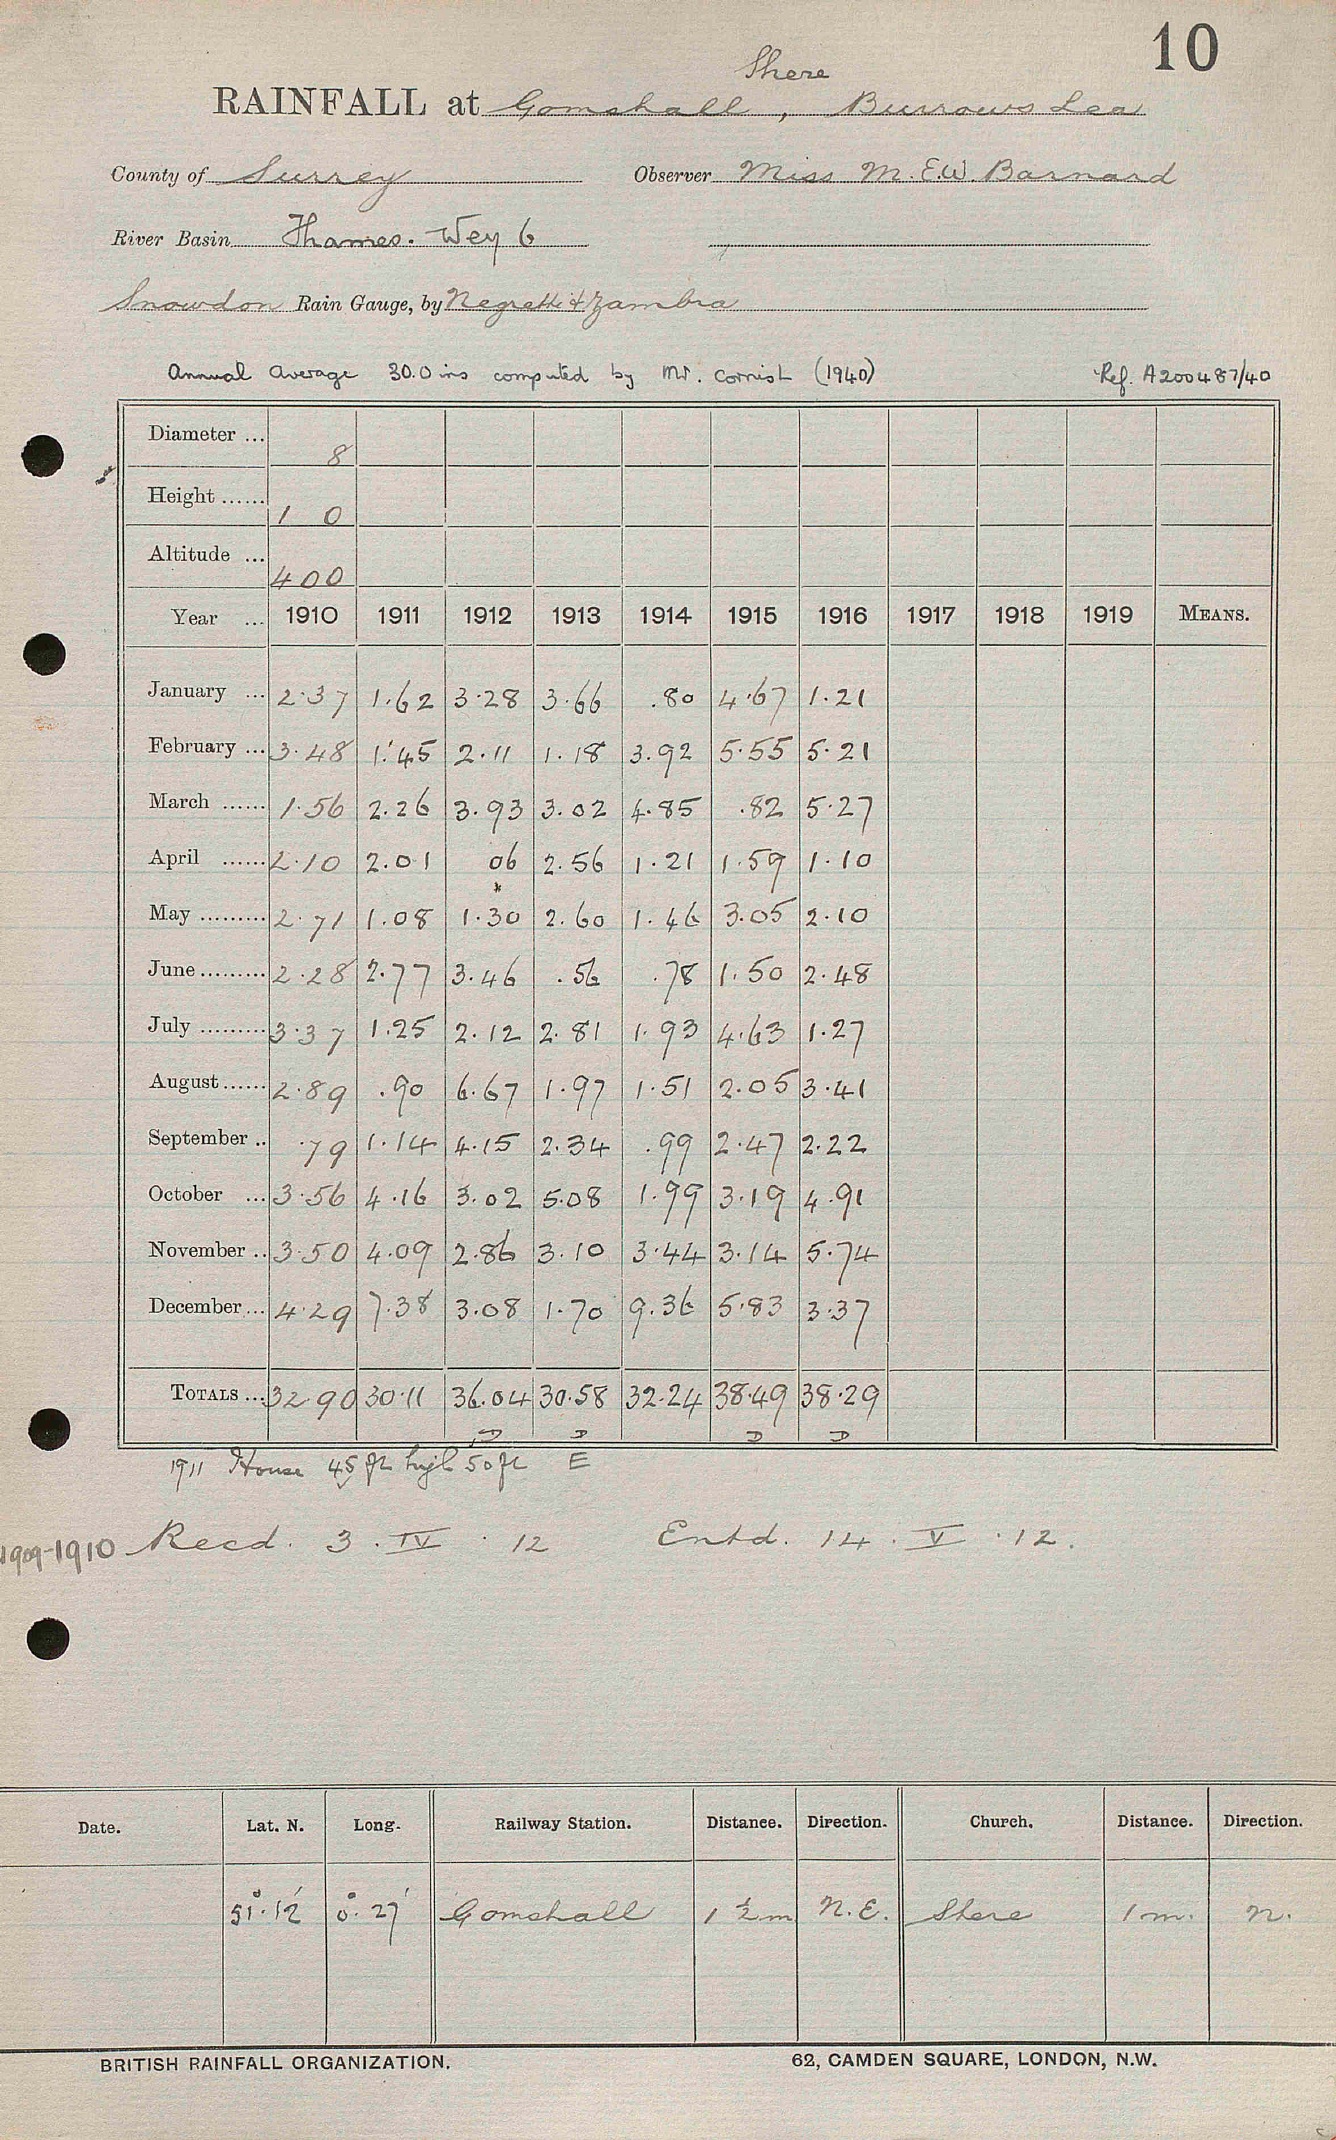 10
Shere
RAINFALL at Gomshall, Burrows Lea
County of Surrey Observer Miss M. E.W. Barnard
River Basin Thames. Wey 6
Snowdon Rain Gauge, by Negretti & Zambra
Annual Average 30.0 ins computed by Mr. Cornish (1940) Ref. A200487/40
Diameter ... 8
Height ...... 1 0
Altitude ... 400
Year ... 1910 1911 1912 1913 1914 1915 1916 1917 1918 1919 MEANS.
January ... 2.37 1.62 3.28 3.66 .80 4.67 1.21
February ... 3.48 1.45 2.11 1.18 3.92 5.55 5.21
March ...... 1.56 2.26 3.93 3.02 4.85 .82 5.27
April ...... 2.10 2.01 06 2.56 1.21 1.59 1.10
*
May ......... 2.71 1.08 1.30 2.60 1.46 3.05 2.10
June ......... 2.28 2.77 3.46 .56 .78 1.50 2.48
July ......... 3.37 1.25 2.12 2.81 1.93 4.63 1.27
August ...... 2.89 .90 6.67 1.97 1.51 2.05 3.41
September .. .79 1.14 4.15 2.34 .99 2.47 2.22
October ... 3.56 4.16 3.02 5.08 1.99 3.19 4.91
November .. 3.50 4.09 2.86 3.10 3.44 3.14 5.74
December ... 4.29 7.38 3.08 1.70 9.36 5.83 3.37
TOTALS ... 32.90 30.11 36.04 30.58 32.24 38.49 38.29
D D D D
1911 House 45 ft high 50 ft E
1909-1910 Recd. 3. IV. 12 Entd. 14. V. 12.
Date. Lat. N. Long. Railway Station. Distance. Direction. Church. Distance. Direction.
51°.12' 0°.27' Gomshall 1 1/2 m N.E. Shere 1 m. N.
BRITISH RAINFALL ORGANIZATION. 62, CAMDEN SQUARE, LONDON, N.W.